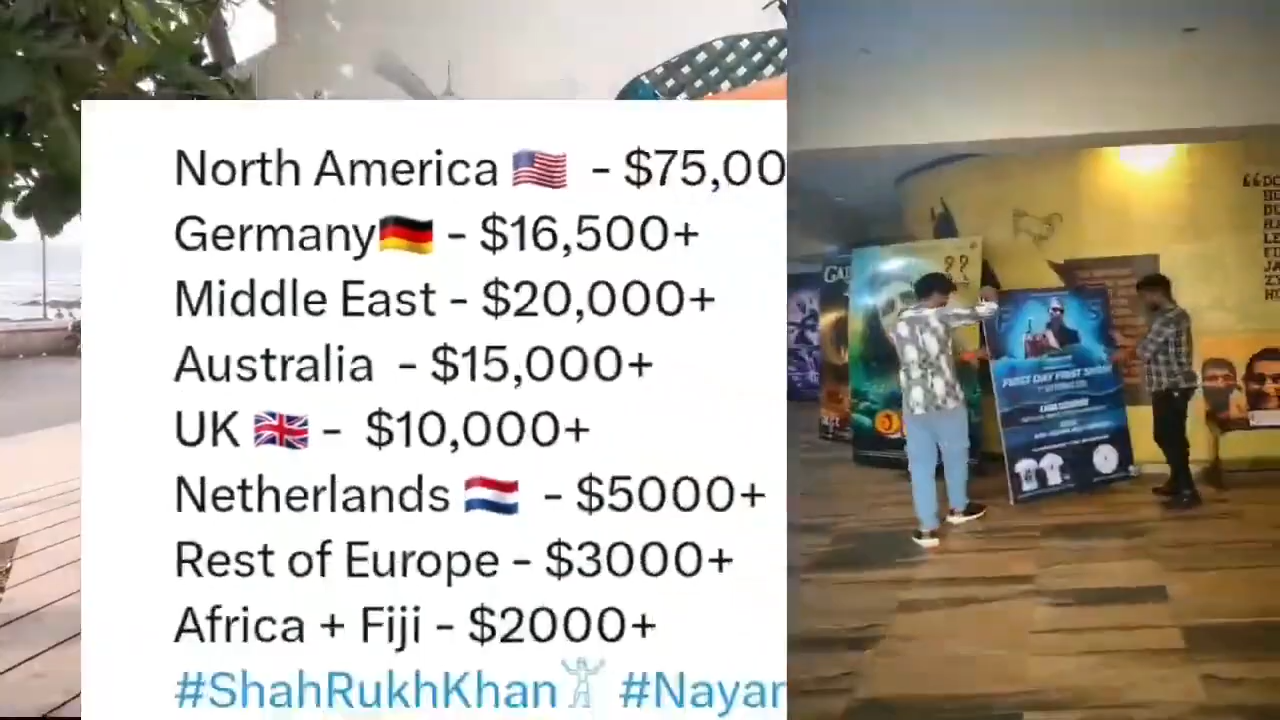 North America 🇺🇸 - $75,00
Germany🇩🇪 - $16,500+
Middle East - $20,000+
Australia - $15,000+
UK 🇬🇧 - $10,000+
Netherlands 🇳🇱 - $5000+
Rest of Europe - $3000+
Africa + Fiji - $2000+
#ShahRukhKhan #Nayan
FIRST DAY FIRST SHOW